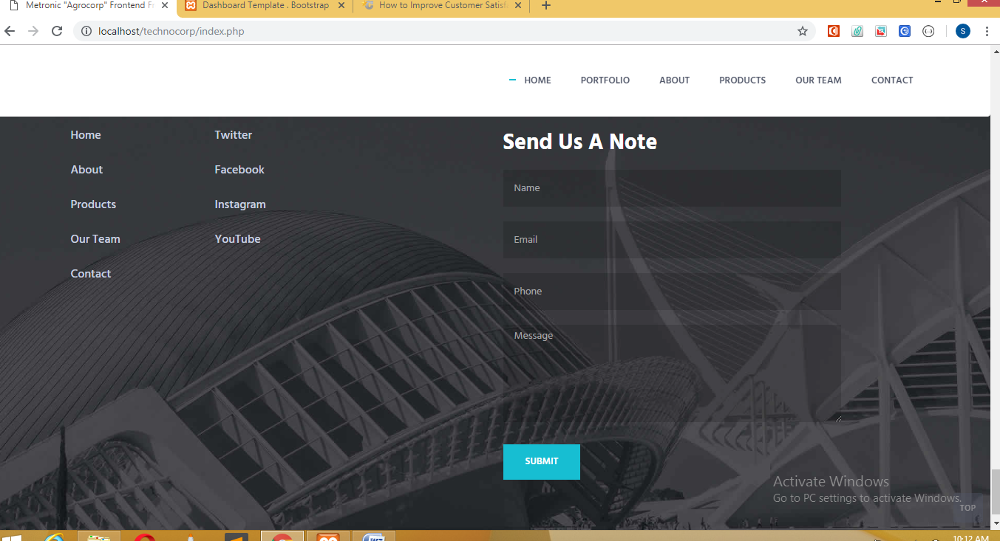 Metronic "Agrocorp" Frontend Fr
Dashboard Template . Bootstrap
How to Improve Customer Satisf
localhost/technocorp/index.php
S
HOME PORTFOLIO ABOUT PRODUCTS OUR TEAM CONTACT
Home
About
Products
Our Team
Contact
Twitter
Facebook
Instagram
YouTube
Send Us A Note
Name
Email
Phone
Message
SUBMIT
Activate Windows
Go to PC settings to activate Windows.
TOP
10:12 AM